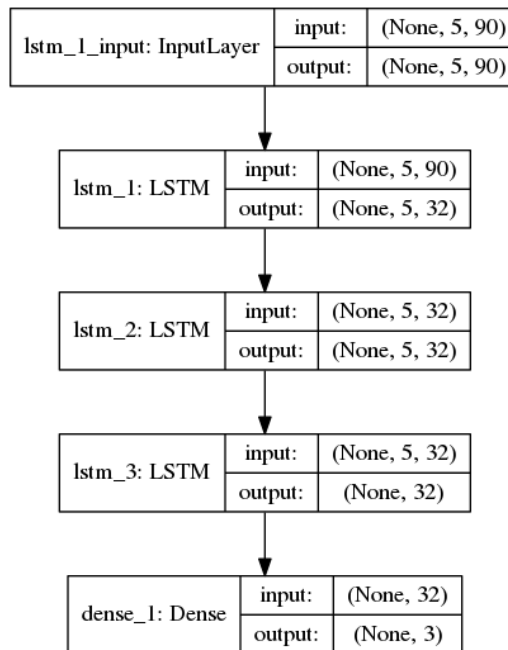 lstm_1_input: InputLayer
input: (None, 5, 90)
output: (None, 5, 90)
lstm_1: LSTM
input: (None, 5, 90)
output: (None, 5, 32)
lstm_2: LSTM
input: (None, 5, 32)
output: (None, 5, 32)
lstm_3: LSTM
input: (None, 5, 32)
output: (None, 32)
dense_1: Dense
input: (None, 32)
output: (None, 3)